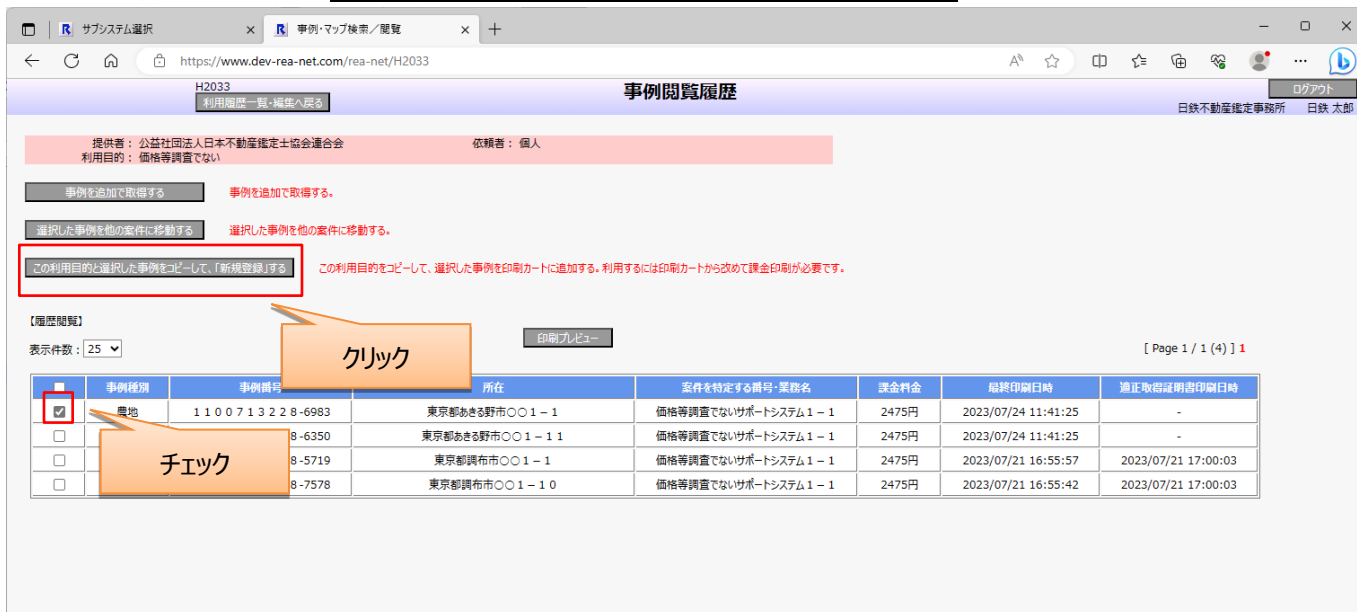 サブシステム選択
事例・マップ検索／閲覧
https://www.dev-rea-net.com/rea-net/H2033
H2033
利用履歴一覧・編集へ戻る
事例閲覧履歴
ログアウト
日鉄不動産鑑定事務所 日鉄 太郎
提供者： 公益社団法人日本不動産鑑定士協会連合会 依頼者： 個人
利用目的： 価格等調査でない
事例を追加で取得する 事例を追加で取得する。
選択した事例を他の案件に移動する 選択した事例を他の案件に移動する。
この利用目的と選択した事例をコピーして、「新規登録」する この利用目的をコピーして、選択した事例を印刷カートに追加する。利用するには印刷カートから改めて課金印刷が必要です。
【履歴閲覧】
クリック
印刷プレビュー
表示件数： 25
[ Page 1 / 1 (4) ] 1
事例種別 事例番号 所在 案件を特定する番号・業務名 課金料金 最終印刷日時 適正取得証明書印刷日時
農地 １１００７１３２２８-6983 東京都あきる野市○○１－１ 価格等調査でないサポートシステム１－１ 2475円 2023/07/24 11:41:25 -
8-6350 東京都あきる野市○○１－１１ 価格等調査でないサポートシステム１－１ 2475円 2023/07/24 11:41:25 -
チェック
8-5719 東京都調布市○○１－１ 価格等調査でないサポートシステム１－１ 2475円 2023/07/21 16:55:57 2023/07/21 17:00:03
8-7578 東京都調布市○○１－１０ 価格等調査でないサポートシステム１－１ 2475円 2023/07/21 16:55:42 2023/07/21 17:00:03